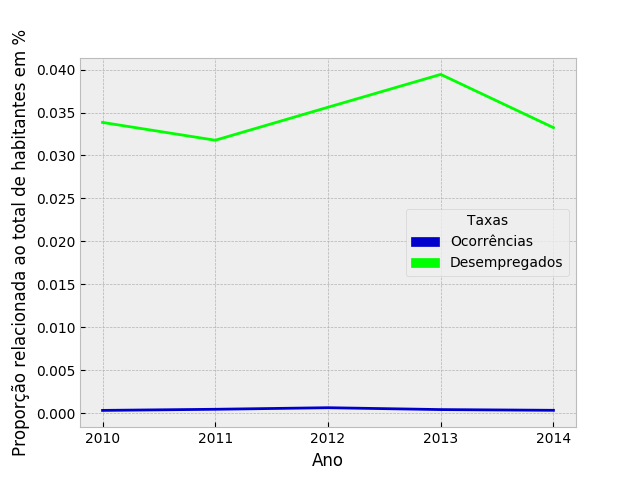 Proporção relacionada ao total de habitantes em %
0.040
0.035
0.030
0.025
0.020
0.015
0.010
0.005
0.000
Taxas
Ocorrências
Desempregados
2010 2011 2012 2013 2014
Ano